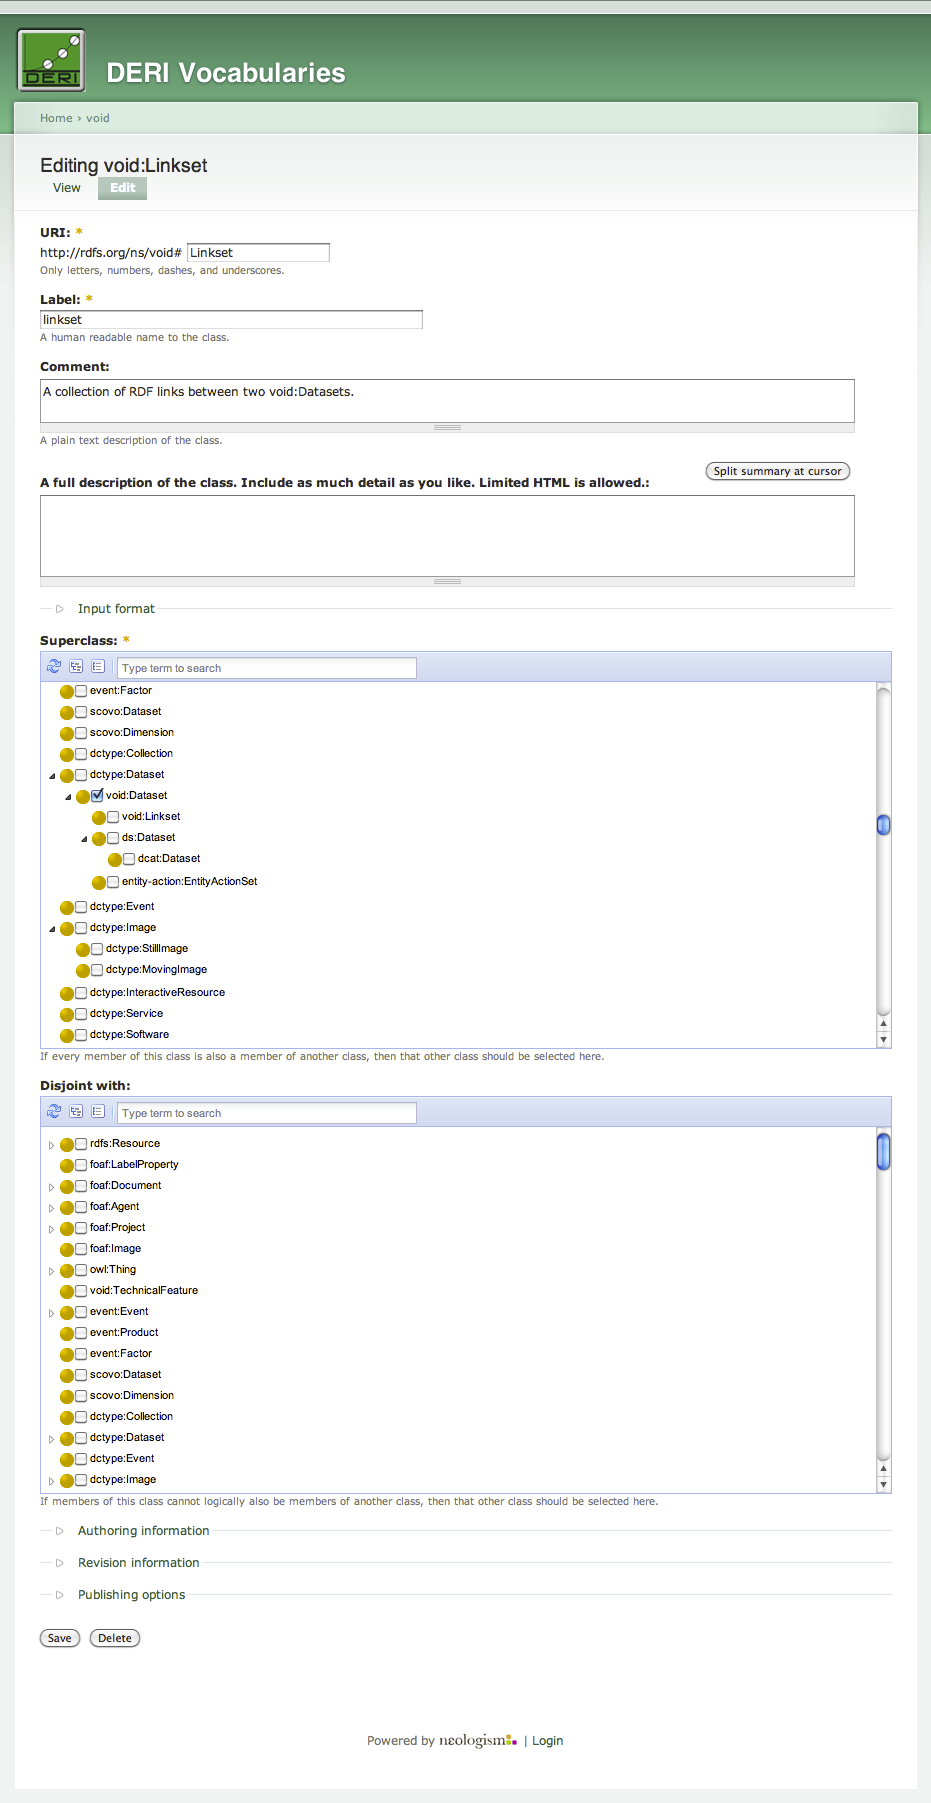 DERI
DERI Vocabularies
Home › void
Editing void:Linkset
View Edit
URI: *
http://rdfs.org/ns/void# Linkset
Only letters, numbers, dashes, and underscores.
Label: *
linkset
A human readable name to the class.
Comment:
A collection of RDF links between two void:Datasets.
A plain text description of the class.
Split summary at cursor
A full description of the class. Include as much detail as you like. Limited HTML is allowed.:
Input format
Superclass: *
Type term to search
event:Factor
scovo:Dataset
scovo:Dimension
dctype:Collection
dctype:Dataset
void:Dataset
void:Linkset
ds:Dataset
dcat:Dataset
entity-action:EntityActionSet
dctype:Event
dctype:Image
dctype:StillImage
dctype:MovingImage
dctype:InteractiveResource
dctype:Service
dctype:Software
If every member of this class is also a member of another class, then that other class should be selected here.
Disjoint with:
Type term to search
rdfs:Resource
foaf:LabelProperty
foaf:Document
foaf:Agent
foaf:Project
foaf:Image
owl:Thing
void:TechnicalFeature
event:Event
event:Product
event:Factor
scovo:Dataset
scovo:Dimension
dctype:Collection
dctype:Dataset
dctype:Event
dctype:Image
If members of this class cannot logically also be members of another class, then that other class should be selected here.
Authoring information
Revision information
Publishing options
Save Delete
Powered by nεologism | Login